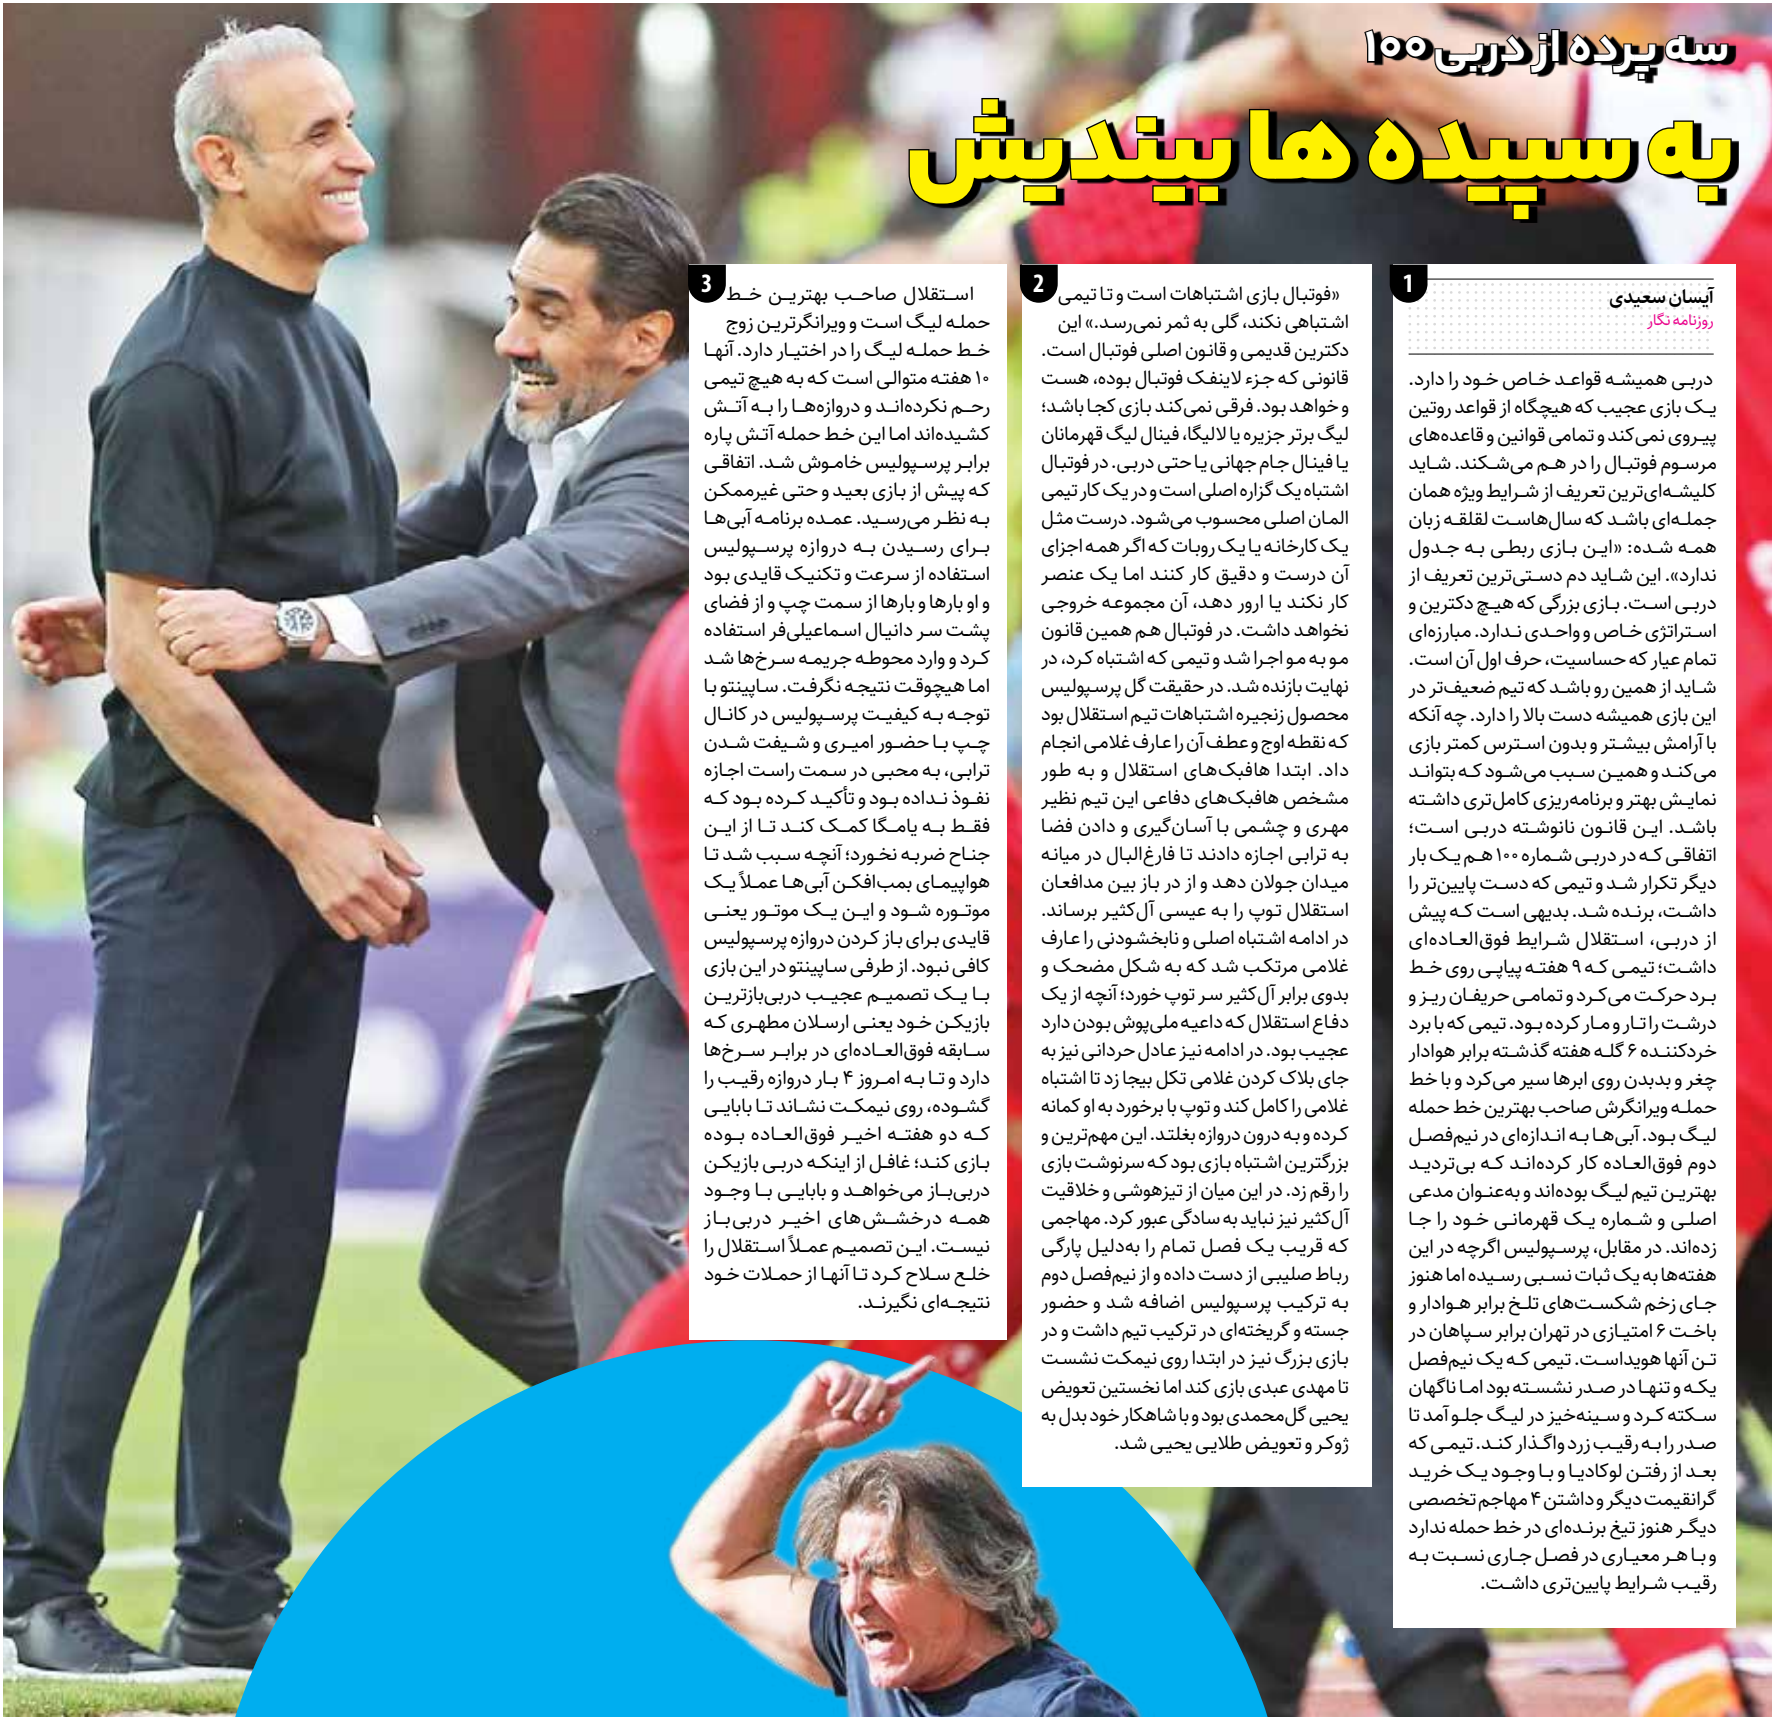 سه پرده از دربی ۱۰۰
به سپیده ها بیندیش
1
آیسان سعیدی
روزنامه نگار
دربی همیشه قواعد خاص خود را دارد.
یک بازی عجیب که هیچگاه از قواعد روتین
پیروی نمی‌کند و تمامی قوانین و قاعده‌های
مرسوم فوتبال را در هم می‌شکند. شاید
کلیشه‌ای‌ترین تعریف از شرایط ویژه همان
جمله‌ای باشد که سال‌هاست لقلقه زبان
همه شده: «این بازی ربطی به جدول
ندارد». این شاید دم دستی‌ترین تعریف از
دربی است. بازی بزرگی که هیچ دکترین و
استراتژی خاص و واحدی ندارد. مبارزه‌ای
تمام عیار که حساسیت، حرف اول آن است.
شاید از همین رو باشد که تیم ضعیف‌تر در
این بازی همیشه دست بالا را دارد. چه آنکه
با آرامش بیشتر و بدون استرس کمتر بازی
می‌کند و همین سبب می‌شود که بتواند
نمایش بهتر و برنامه‌ریزی کامل‌تری داشته
باشد. این قانون نانوشته دربی است؛
اتفاقی که در دربی شماره ۱۰۰ هم یک بار
دیگر تکرار شد و تیمی که دست پایین‌تر را
داشت، برنده شد. بدیهی است که پیش
از دربی، استقلال شرایط فوق‌العاده‌ای
داشت؛ تیمی که ۹ هفته پیاپی روی خط
برد حرکت می‌کرد و تمامی حریفان ریز و
درشت را تار و مار کرده بود. تیمی که با برد
خردکننده ۶ گله هفته گذشته برابر هوادار
چغر و بدبدن روی ابرها سیر می‌کرد و با خط
حمله ویرانگرش صاحب بهترین خط حمله
لیگ بود. آبی‌ها به اندازه‌ای در نیم‌فصل
دوم فوق‌العاده کار کرده‌اند که بی‌تردید
بهترین تیم لیگ بوده‌اند و به‌عنوان مدعی
اصلی و شماره یک قهرمانی خود را جا
زده‌اند. در مقابل، پرسپولیس اگرچه در این
هفته‌ها به یک ثبات نسبی رسیده اما هنوز
جای زخم شکست‌های تلخ برابر هوادار و
باخت ۶ امتیازی در تهران برابر سپاهان در
تن آنها هویداست. تیمی که یک نیم‌فصل
یکه و تنها در صدر نشسته بود اما ناگهان
سکته کرد و سینه‌خیز در لیگ جلو آمد تا
صدر را به رقیب زرد واگذار کند. تیمی که
بعد از رفتن لوکادیا و با وجود یک خرید
گرانقیمت دیگر و داشتن ۴ مهاجم تخصصی
دیگر هنوز تیغ برنده‌ای در خط حمله ندارد
و با هر معیاری در فصل جاری نسبت به
رقیب شرایط پایین‌تری داشت.
2
«فوتبال بازی اشتباهات است و تا تیمی
اشتباهی نکند، گلی به ثمر نمی‌رسد.» این
دکترین قدیمی و قانون اصلی فوتبال است.
قانونی که جزء لاینفک فوتبال بوده، هست
و خواهد بود. فرقی نمی‌کند بازی کجا باشد؛
لیگ برتر جزیره یا لالیگا، فینال لیگ قهرمانان
یا فینال جام جهانی یا حتی دربی. در فوتبال
اشتباه یک گزاره اصلی است و در یک کار تیمی
المان اصلی محسوب می‌شود. درست مثل
یک کارخانه یا یک روبات که اگر همه اجزای
آن درست و دقیق کار کنند اما یک عنصر
کار نکند یا ارور دهد، آن مجموعه خروجی
نخواهد داشت. در فوتبال هم همین قانون
مو به مو اجرا شد و تیمی که اشتباه کرد، در
نهایت بازنده شد. در حقیقت گل پرسپولیس
محصول زنجیره اشتباهات تیم استقلال بود
که نقطه اوج و عطف آن را عارف غلامی انجام
داد. ابتدا هافبک‌های استقلال و به طور
مشخص هافبک‌های دفاعی این تیم نظیر
مهری و چشمی با آسان‌گیری و دادن فضا
به ترابی اجازه دادند تا فارغ‌البال در میانه
میدان جولان دهد و از در باز بین مدافعان
استقلال توپ را به عیسی آل‌کثیر برساند.
در ادامه اشتباه اصلی و نابخشودنی را عارف
غلامی مرتکب شد که به شکل مضحک و
بدوی برابر آل‌کثیر سر توپ خورد؛ آنچه از یک
دفاع استقلال که داعیه ملی‌پوش بودن دارد
عجیب بود. در ادامه نیز عادل حردانی نیز به
جای بلاک کردن غلامی تکل بیجا زد تا اشتباه
غلامی را کامل کند و توپ با برخورد به او کمانه
کرده و به درون دروازه بغلتد. این مهم‌ترین و
بزرگترین اشتباه بازی بود که سرنوشت بازی
را رقم زد. در این میان از تیزهوشی و خلاقیت
آل‌کثیر نیز نباید به سادگی عبور کرد. مهاجمی
که قریب یک فصل تمام را به‌دلیل پارگی
رباط صلیبی از دست داده و از نیم‌فصل دوم
به ترکیب پرسپولیس اضافه شد و حضور
جسته و گریخته‌ای در ترکیب تیم داشت و در
بازی بزرگ نیز در ابتدا روی نیمکت نشست
تا مهدی عبدی بازی کند اما نخستین تعویض
یحیی گل‌محمدی بود و با شاهکار خود بدل به
ژوکر و تعویض طلایی یحیی شد.
3
استقلال صاحب بهترین خط
حمله لیگ است و ویرانگرترین زوج
خط حمله لیگ را در اختیار دارد. آنها
۱۰ هفته متوالی است که به هیچ تیمی
رحم نکرده‌اند و دروازه‌ها را به آتش
کشیده‌اند اما این خط حمله آتش پاره
برابر پرسپولیس خاموش شد. اتفاقی
که پیش از بازی بعید و حتی غیرممکن
به نظر می‌رسید. عمده برنامه آبی‌ها
برای رسیدن به دروازه پرسپولیس
استفاده از سرعت و تکنیک قایدی بود
و او بارها و بارها از سمت چپ و از فضای
پشت سر دانیال اسماعیلی‌فر استفاده
کرد و وارد محوطه جریمه سرخ‌ها شد
اما هیچوقت نتیجه نگرفت. ساپینتو با
توجه به کیفیت پرسپولیس در کانال
چپ با حضور امیری و شیفت شدن
ترابی، به محبی در سمت راست اجازه
نفوذ نداده بود و تأکید کرده بود که
فقط به یامگا کمک کند تا از این
جناح ضربه نخورد؛ آنچه سبب شد تا
هواپیمای بمب‌افکن آبی‌ها عملاً یک
موتوره شود و این یک موتور یعنی
قایدی برای باز کردن دروازه پرسپولیس
کافی نبود. از طرفی ساپینتو در این بازی
با یک تصمیم عجیب دربی‌بازترین
بازیکن خود یعنی ارسلان مطهری که
سابقه فوق‌العاده‌ای در برابر سرخ‌ها
دارد و تا به امروز ۴ بار دروازه رقیب را
گشوده، روی نیمکت نشاند تا بابایی
که دو هفته اخیر فوق‌العاده بوده
بازی کند؛ غافل از اینکه دربی بازیکن
دربی‌باز می‌خواهد و بابایی با وجود
همه درخشش‌های اخیر دربی‌باز
نیست. این تصمیم عملاً استقلال را
خلع سلاح کرد تا آنها از حملات خود
نتیجه‌ای نگیرند.